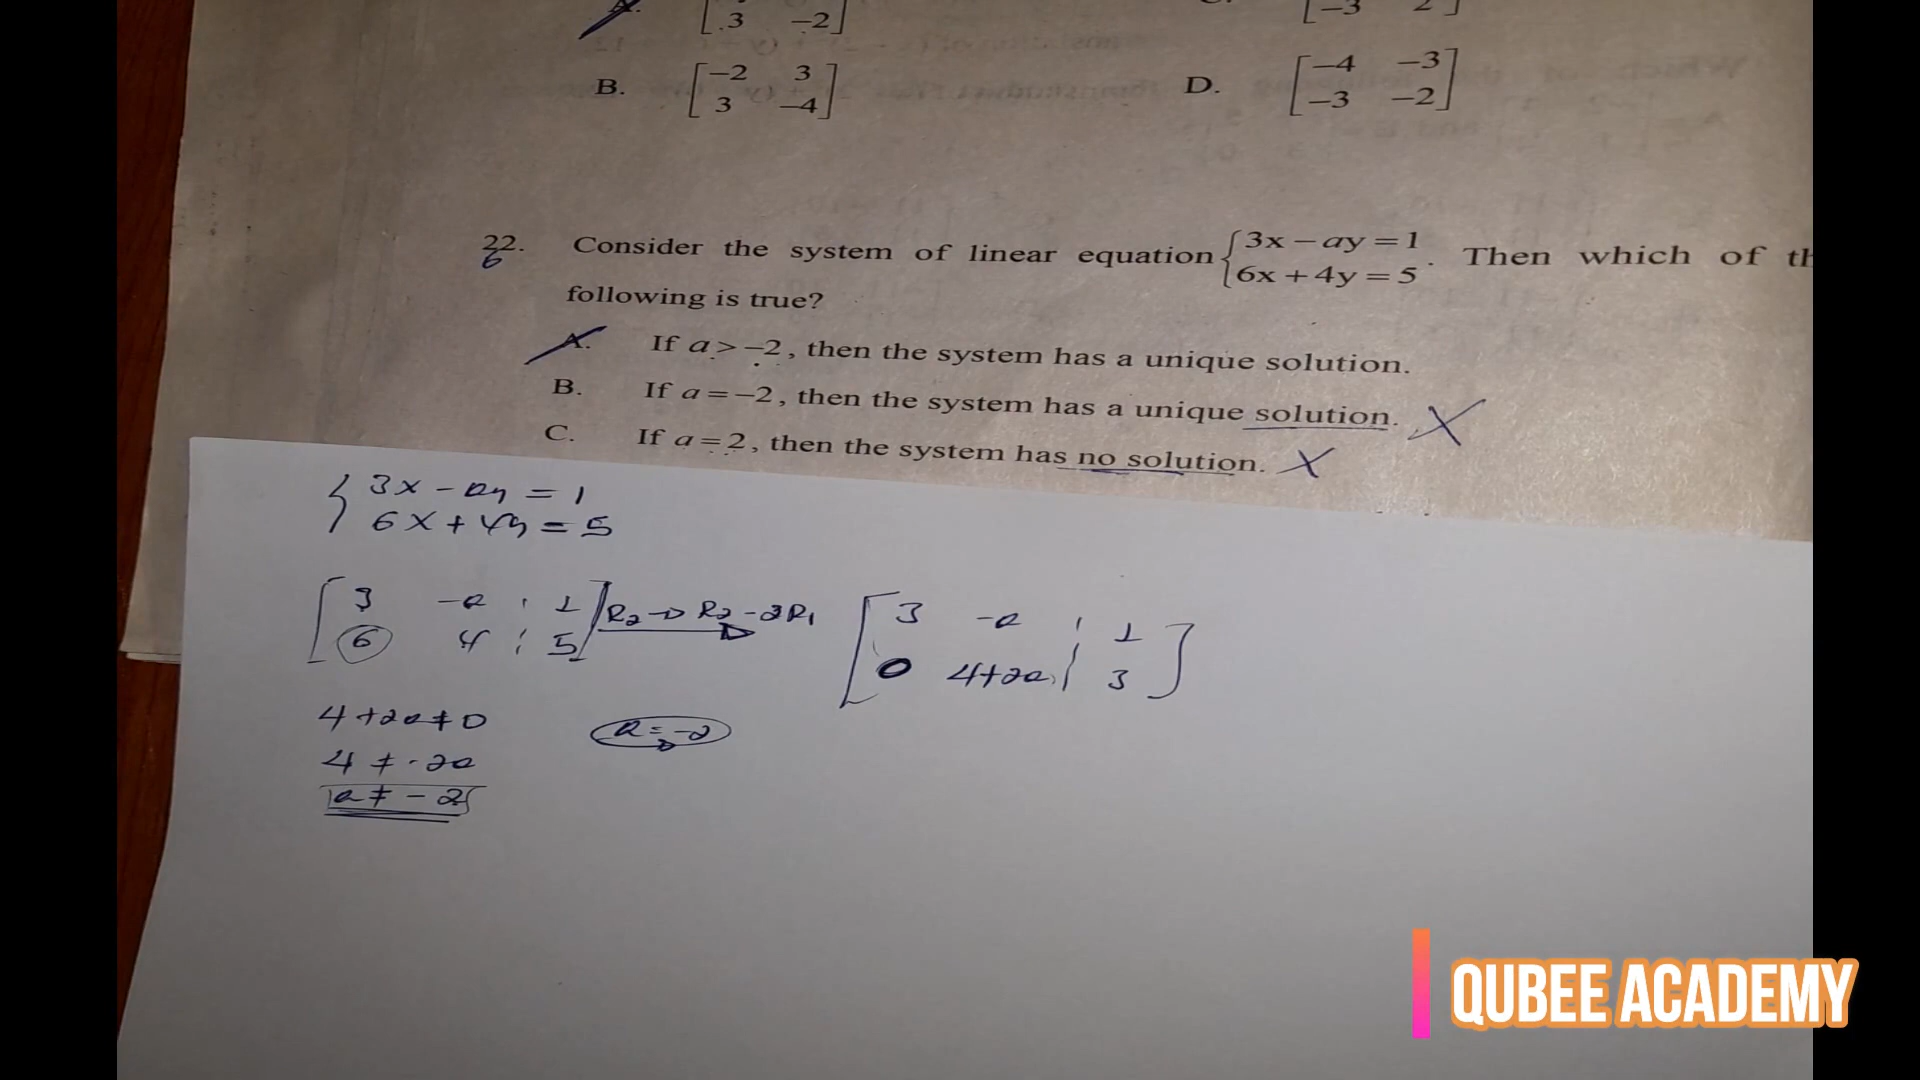 A. [ .3 −2 ]
[ −3 2 ]
B. [ −2 3
3 −4 ]
D. [ −4 −3
−3 −2 ]
22. Consider the system of linear equation { 3x − ay = 1
6x + 4y = 5 . Then which of th
6
following is true?
A. If a > −2, then the system has a unique solution.
B. If a = −2, then the system has a unique solution. X
C. If a = 2, then the system has no solution. X
{ 3x − ay = 1
6x + 4y = 5
[ 3 −a : 1
6 4 : 5 ] R2 → R2 − 2R1
[ 3 −a : 1
0 4+2a : 3 ]
4 + 2a ≠ 0
a = −2
4 ≠ −2a
a ≠ −2
QUBEE ACADEMY